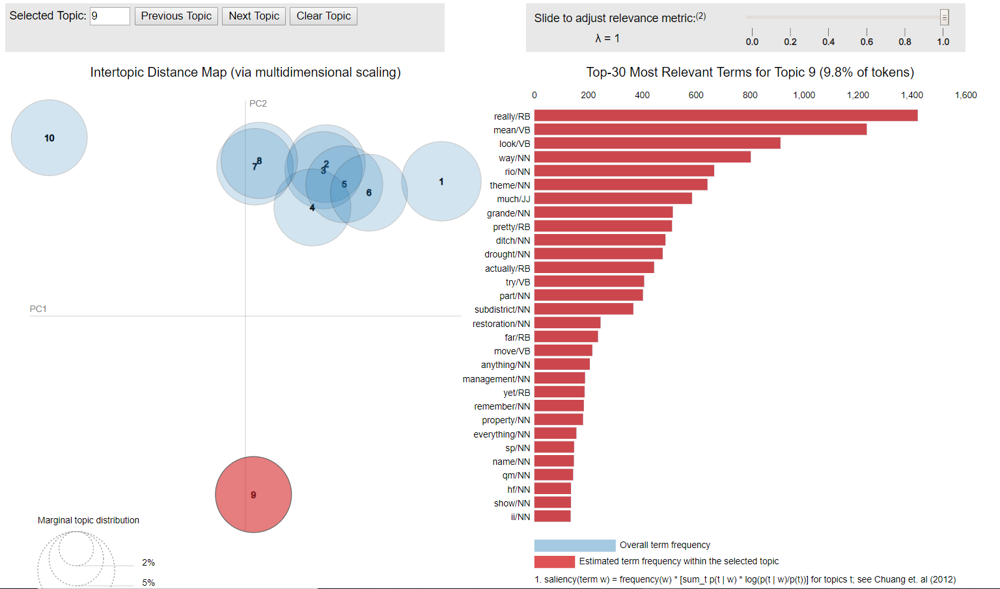 Selected Topic: 9 Previous Topic Next Topic Clear Topic
Slide to adjust relevance metric:(2)
λ = 1
0.0 0.2 0.4 0.6 0.8 1.0
Intertopic Distance Map (via multidimensional scaling)
PC2
PC1
10
8
7
2
3
5
6
4
1
9
Marginal topic distribution
2%
5%
Top-30 Most Relevant Terms for Topic 9 (9.8% of tokens)
0 200 400 600 800 1,000 1,200 1,400 1,600
really/RB
mean/VB
look/VB
way/NN
rio/NN
theme/NN
much/JJ
grande/NN
pretty/RB
ditch/NN
drought/NN
actually/RB
try/VB
part/NN
subdistrict/NN
restoration/NN
far/RB
move/VB
anything/NN
management/NN
yet/RB
remember/NN
property/NN
everything/NN
sp/NN
name/NN
qm/NN
hf/NN
show/NN
ii/NN
Overall term frequency
Estimated term frequency within the selected topic
1. saliency(term w) = frequency(w) * [sum_t p(t | w) * log(p(t | w)/p(t))] for topics t; see Chuang et. al (2012)